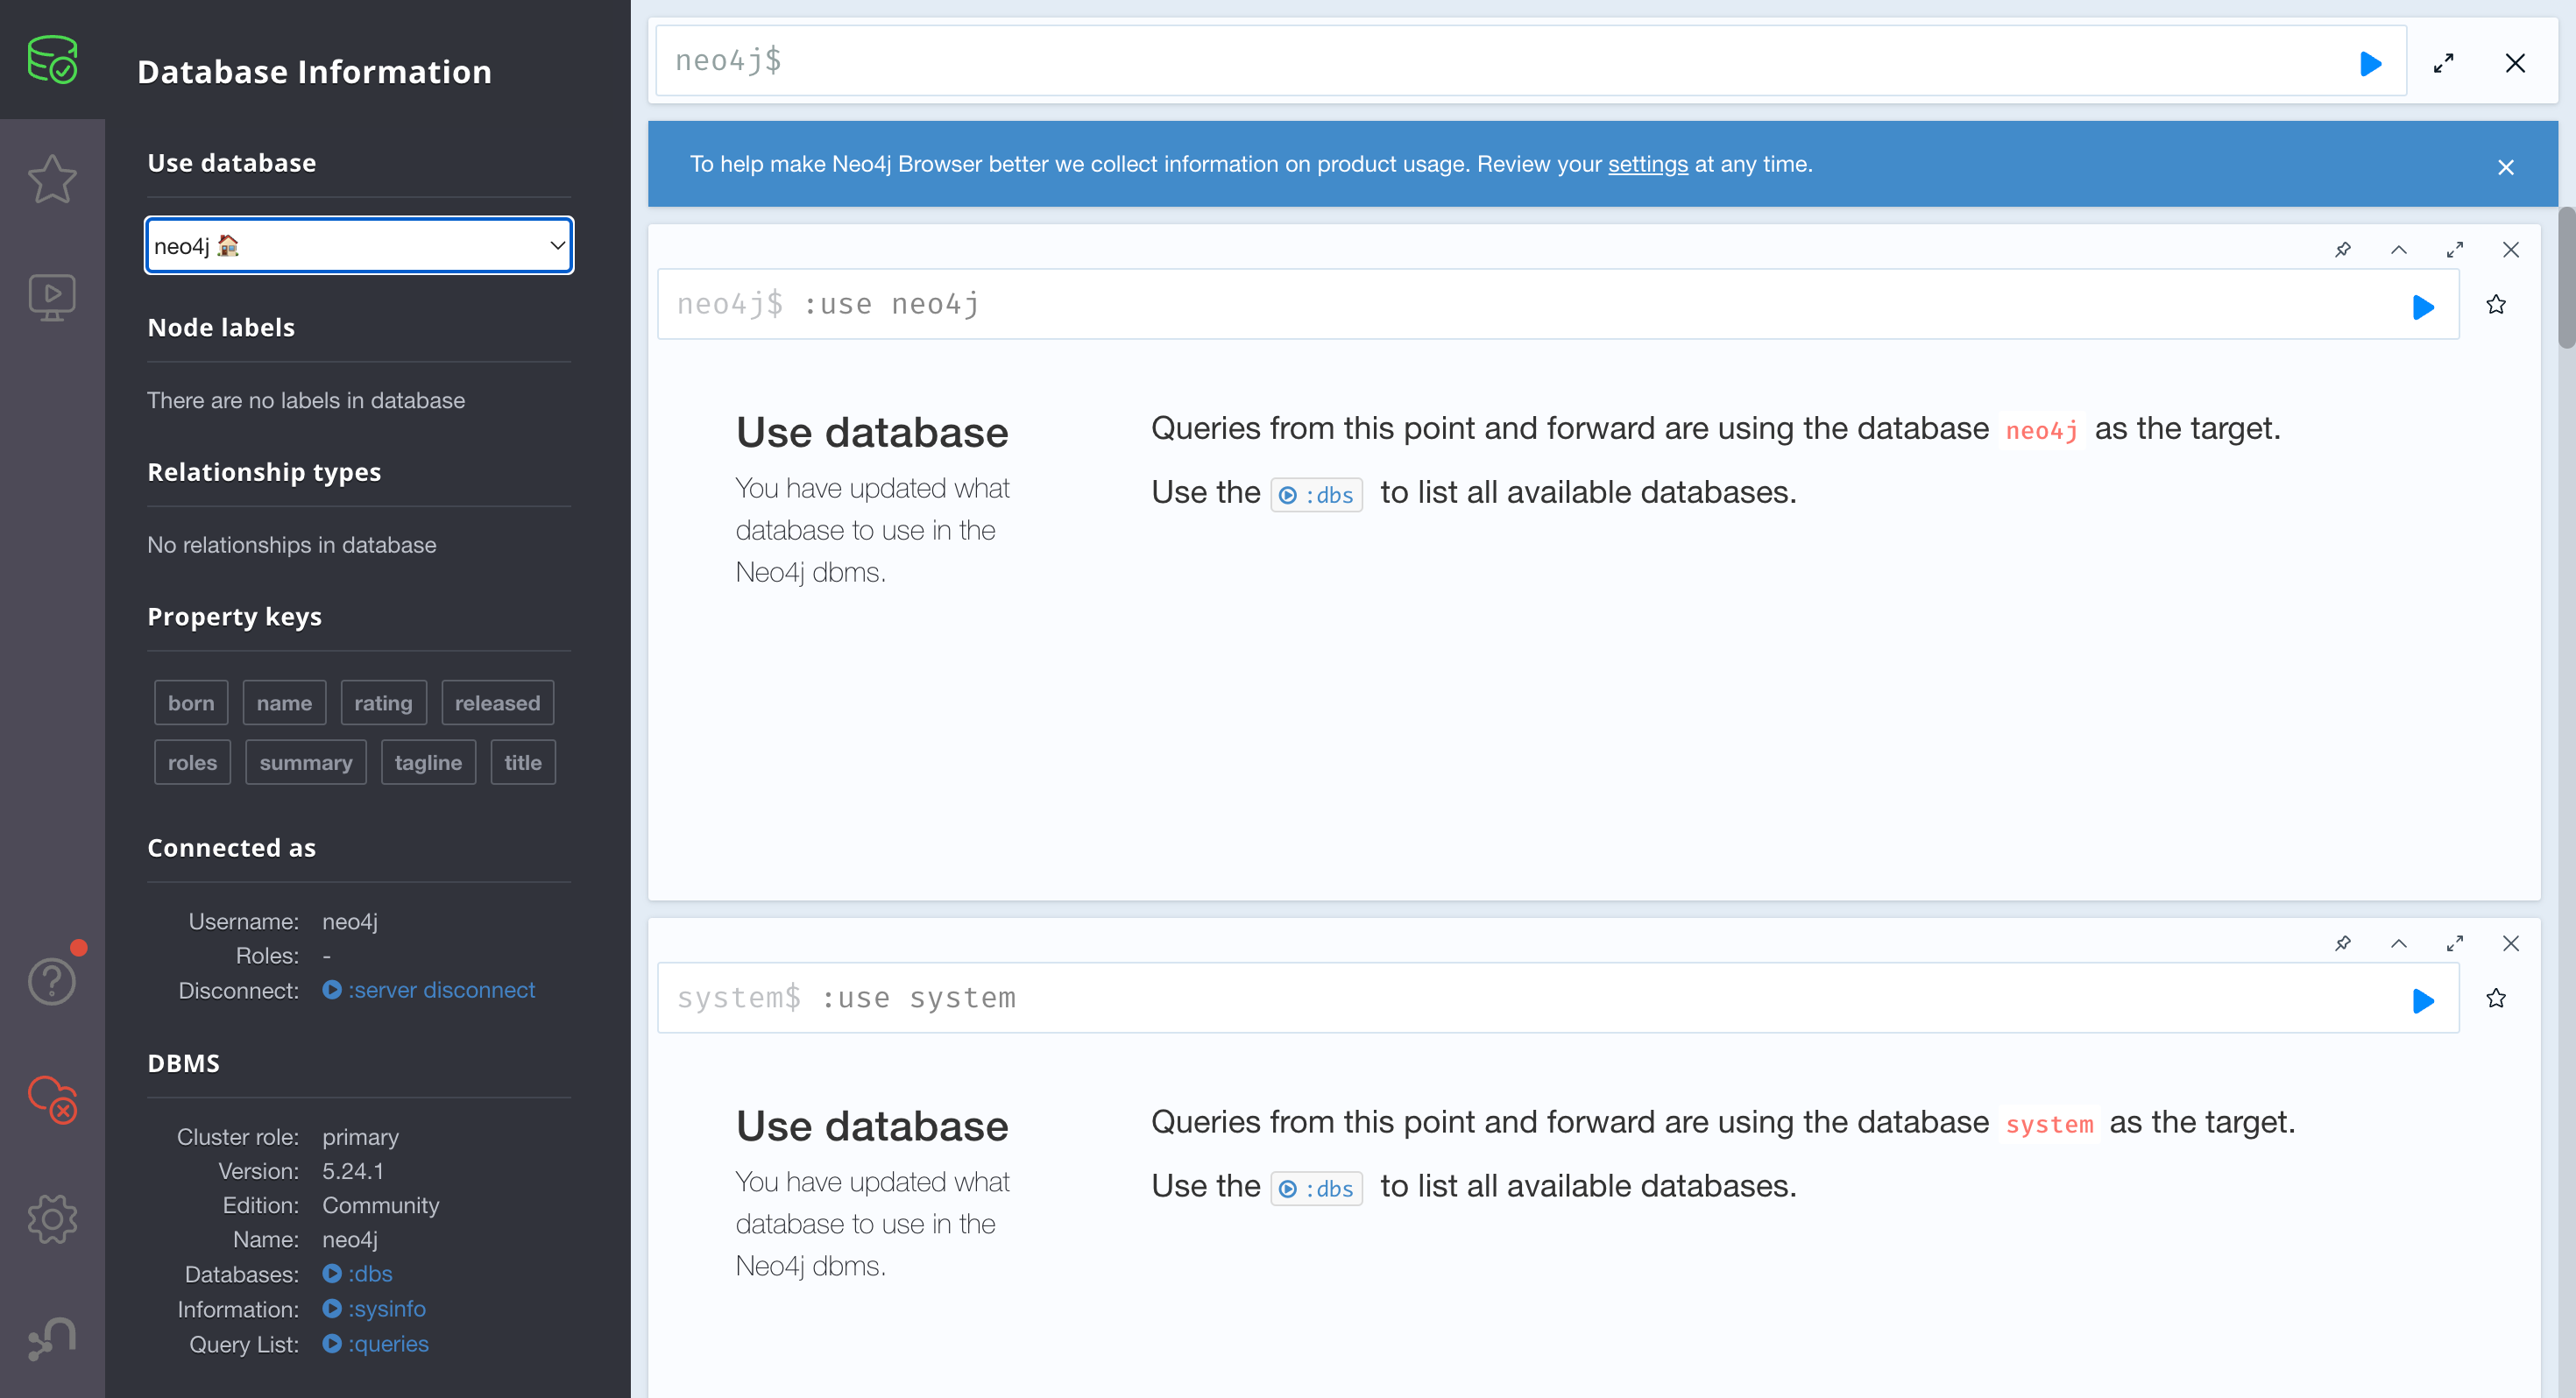 Database Information
Use database
neo4j
Node labels
There are no labels in database
Relationship types
No relationships in database
Property keys
born name rating released
roles summary tagline title
Connected as
Username: neo4j
Roles: -
Disconnect: :server disconnect
DBMS
Cluster role: primary
Version: 5.24.1
Edition: Community
Name: neo4j
Databases: :dbs
Information: :sysinfo
Query List: :queries
neo4j$
To help make Neo4j Browser better we collect information on product usage. Review your settings at any time.
neo4j$ :use neo4j
Use database
You have updated what
database to use in the
Neo4j dbms.
Queries from this point and forward are using the database neo4j as the target.
Use the :dbs to list all available databases.
system$ :use system
Use database
You have updated what
database to use in the
Neo4j dbms.
Queries from this point and forward are using the database system as the target.
Use the :dbs to list all available databases.